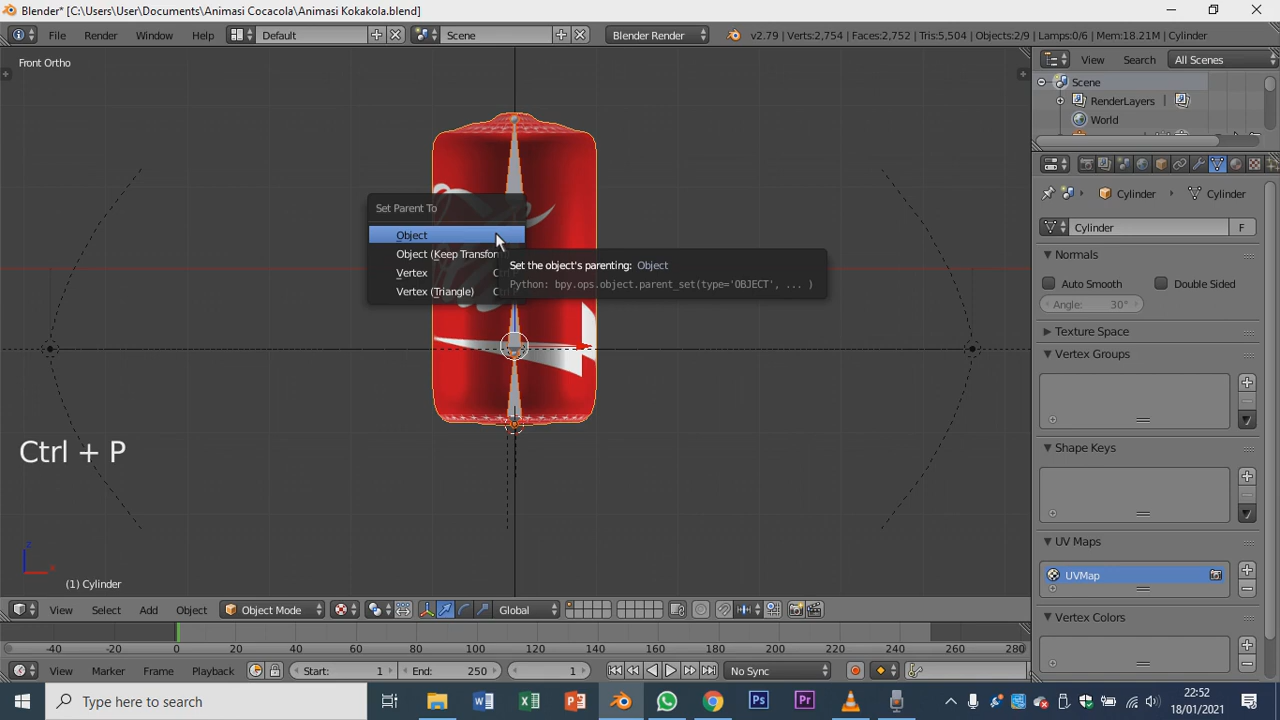 Blender* [C:\Users\User\Documents\Animasi Cocacola\Animasi Kokakola.blend]
File Render Window Help Default Scene Blender Render v2.79 | Verts:2,754 | Faces:2,752 | Tris:5,504 | Objects:2/9 | Lamps:0/6 | Mem:18.21M | Cylinder
Front Ortho
View Search All Scenes
Scene
RenderLayers
World
Set Parent To
Object
Object (Keep Transfor
Vertex
Vertex (Triangle)
Set the object's parenting: Object
Python: bpy.ops.object.parent_set(type='OBJECT', ... )
Cylinder Cylinder
Cylinder F
Normals
Auto Smooth Double Sided
Angle: 30°
Texture Space
Vertex Groups
Shape Keys
UV Maps
UVMap
Vertex Colors
Ctrl + P
z
x
(1) Cylinder
View Select Add Object Object Mode Global
-40 -20 0 20 40 60 80 100 120 140 160 180 200 220 240 260 280
View Marker Frame Playback Start: 1 End: 250 1 No Sync
Type here to search
22:52
18/01/2021